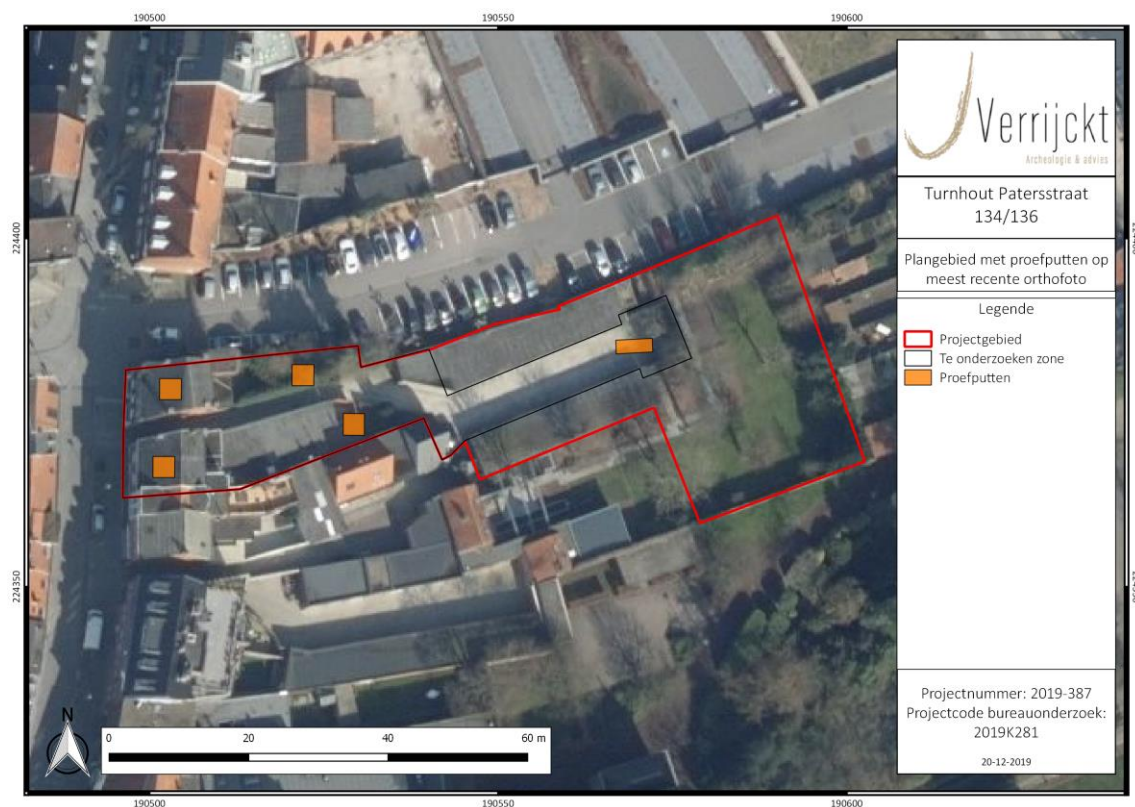 190500
190550
190600
224400
224400
224350
224350
Verrijckt
Archeologie & advies
Turnhout Patersstraat
134/136
Plangebied met proefputten op
meest recente orthofoto
Legende
Projectgebied
Te onderzoeken zone
Proefputten
Projectnummer: 2019-387
Projectcode bureauonderzoek:
2019K281
20-12-2019
N
0
20
40
60 m
190500
190550
190600